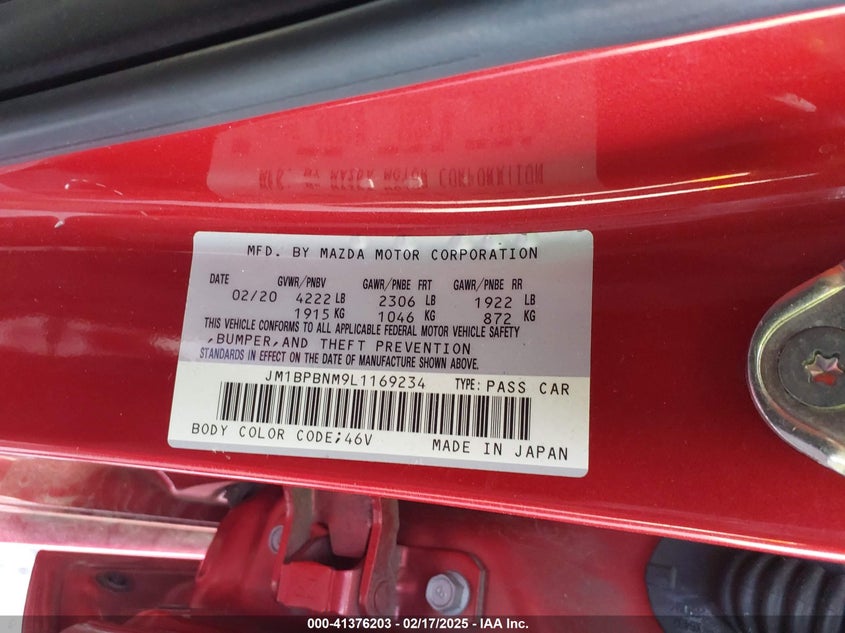 MFD. BY MAZDA MOTOR CORPORATION
DATE GVWR/PNBV GAWR/PNBE FRT GAWR/PNBE RR
02/20 4222 LB 2306 LB 1922 LB
1915 KG 1046 KG 872 KG
THIS VEHICLE CONFORMS TO ALL APPLICABLE FEDERAL MOTOR VEHICLE SAFETY
,BUMPER,AND THEFT PREVENTION
STANDARDS IN EFFECT ON THE DATE OF MANUFACTURE SHOWN ABOVE.
JM1BPBNM9L1169234 TYPE: PASS CAR
BODY COLOR CODE;46V MADE IN JAPAN
000-41376203 - 02/17/2025 - IAA Inc.